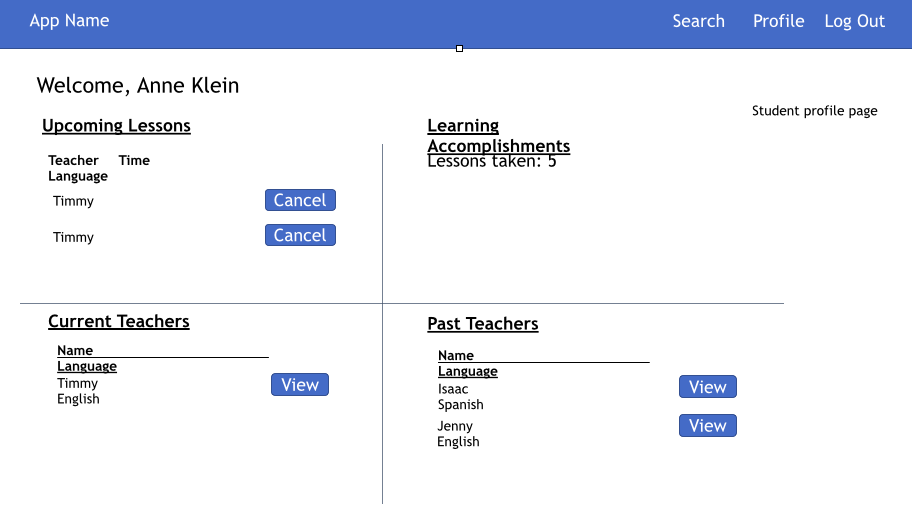 App Name
Search Profile Log Out
Welcome, Anne Klein
Student profile page
Upcoming Lessons
Teacher Time
Language
Timmy
Cancel
Timmy
Cancel
Learning
Accomplishments
Lessons taken: 5
Current Teachers
Name
Language
Timmy
English
View
Past Teachers
Name
Language
Isaac
Spanish
View
Jenny
English
View